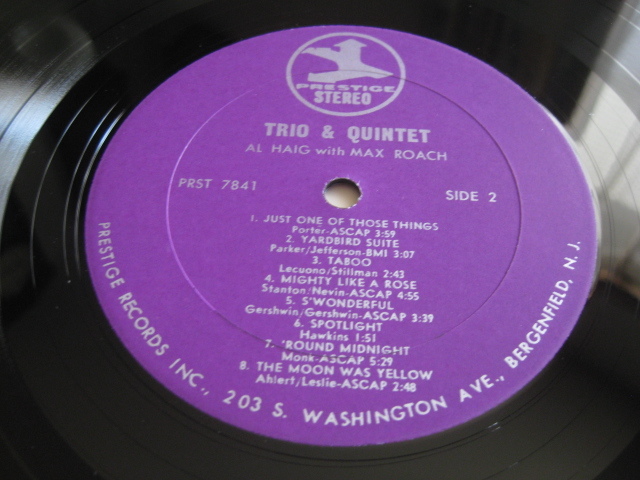 PRESTIGE
STEREO
TRIO & QUINTET
AL HAIG with MAX ROACH
PRST 7841
SIDE 2
1. JUST ONE OF THOSE THINGS
Porter-ASCAP 3:59
2. YARDBIRD SUITE
Parker/Jefferson-BMI 3:07
3. TABOO
Lecuono/Stillman 2:43
4. MIGHTY LIKE A ROSE
Stanton/Nevin-ASCAP 4:55
5. S'WONDERFUL
Gershwin/Gershwin-ASCAP 3:39
6. SPOTLIGHT
Hawkins 1:51
7. 'ROUND MIDNIGHT
Monk-ASCAP 5:29
8. THE MOON WAS YELLOW
Ahlert/Leslie-ASCAP 2:48
PRESTIGE RECORDS INC., 203 S. WASHINGTON AVE., BERGENFIELD, N. J.